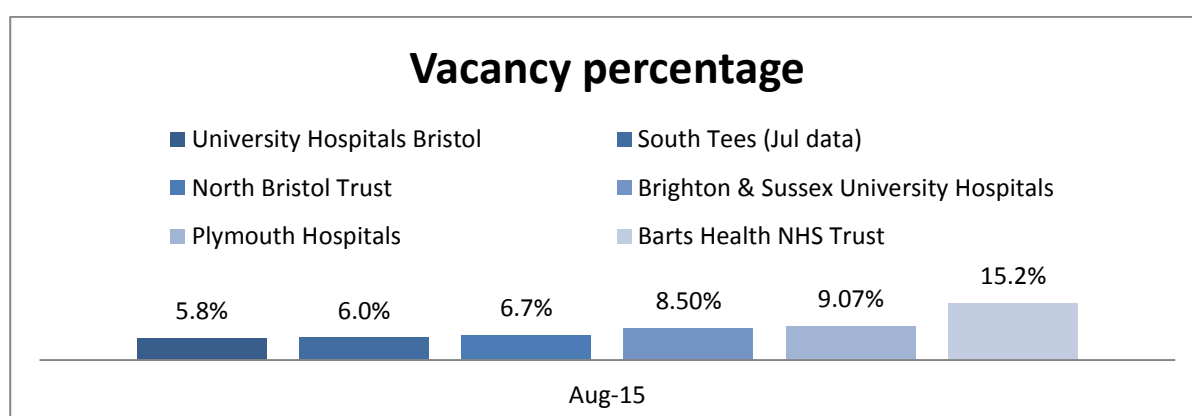 Vacancy percentage
University Hospitals Bristol
South Tees (Jul data)
North Bristol Trust
Brighton & Sussex University Hospitals
Plymouth Hospitals
Barts Health NHS Trust
5.8%
6.0%
6.7%
8.50%
9.07%
15.2%
Aug-15